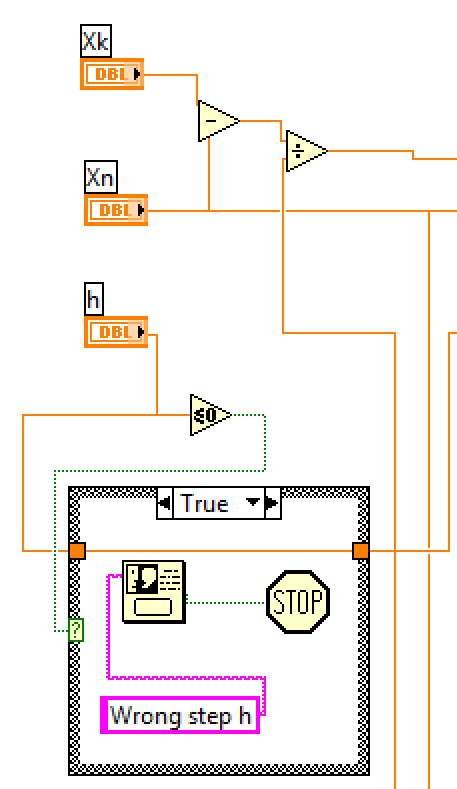 Xk
DBL
−
÷
Xn
DBL
h
DBL
≤0
True
?
STOP
Wrong step h